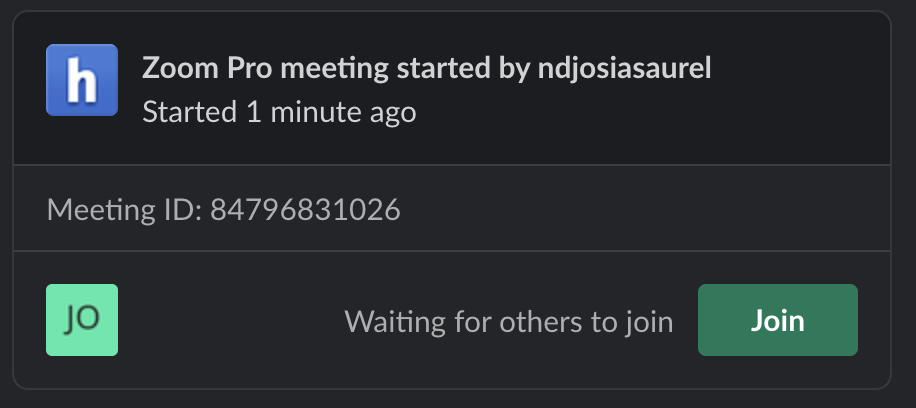 h
Zoom Pro meeting started by ndjosiasaurel
Started 1 minute ago
Meeting ID: 84796831026
JO
Waiting for others to join
Join